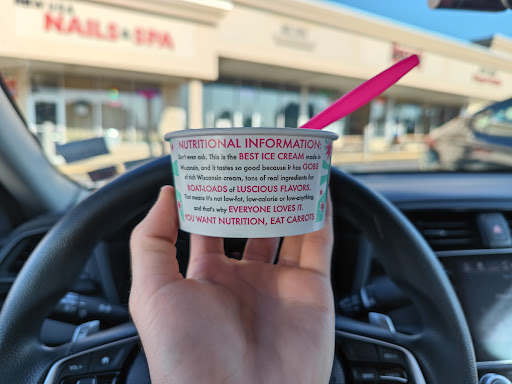 NAILS & SPA
NUTRITIONAL INFORMATION:
Don't even ask. This is the BEST ICE CREAM made in
Wisconsin, and it tastes so good because it has GOBS
of rich Wisconsin cream, tons of real ingredients for
BOAT-LOADS of LUSCIOUS FLAVORS.
That means it's not low-fat, low-calorie or low-anything,
and that's why EVERYONE LOVES IT.
YOU WANT NUTRITION, EAT CARROTS.
VOL